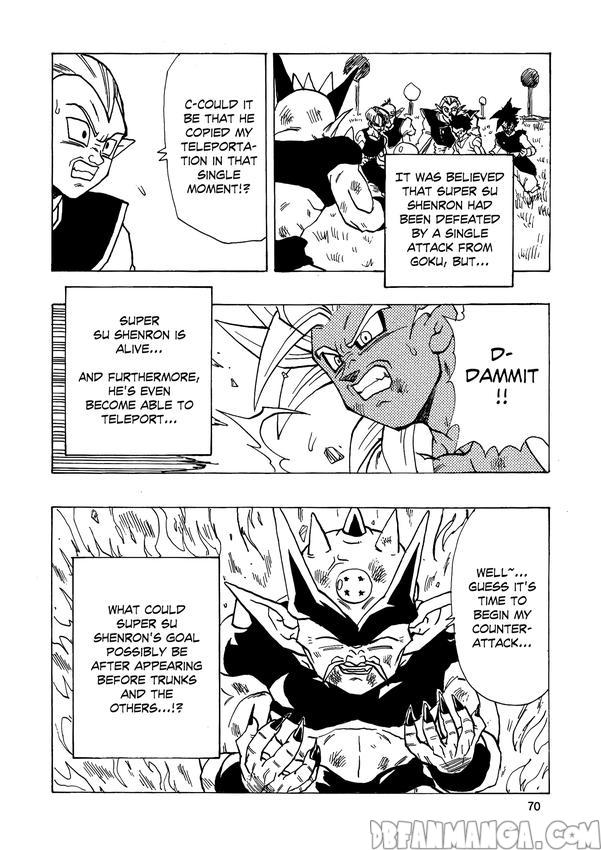 C-COULD IT
BE THAT HE
COPIED MY
TELEPORTA-
TION IN THAT
SINGLE
MOMENT!?
IT WAS BELIEVED
THAT SUPER SU
SHENRON HAD
BEEN DEFEATED
BY A SINGLE
ATTACK FROM
GOKU, BUT...
SUPER
SU SHENRON IS
ALIVE...
AND FURTHERMORE,
HE'S EVEN
BECOME ABLE TO
TELEPORT...
D-
DAMMIT
!!
WELL~...
GUESS IT'S
TIME TO
BEGIN MY
COUNTER-
ATTACK...
WHAT COULD
SUPER SU
SHENRON'S GOAL
POSSIBLY BE
AFTER APPEARING
BEFORE TRUNKS
AND THE
OTHERS...!?
70
DBFANMANGA.COM